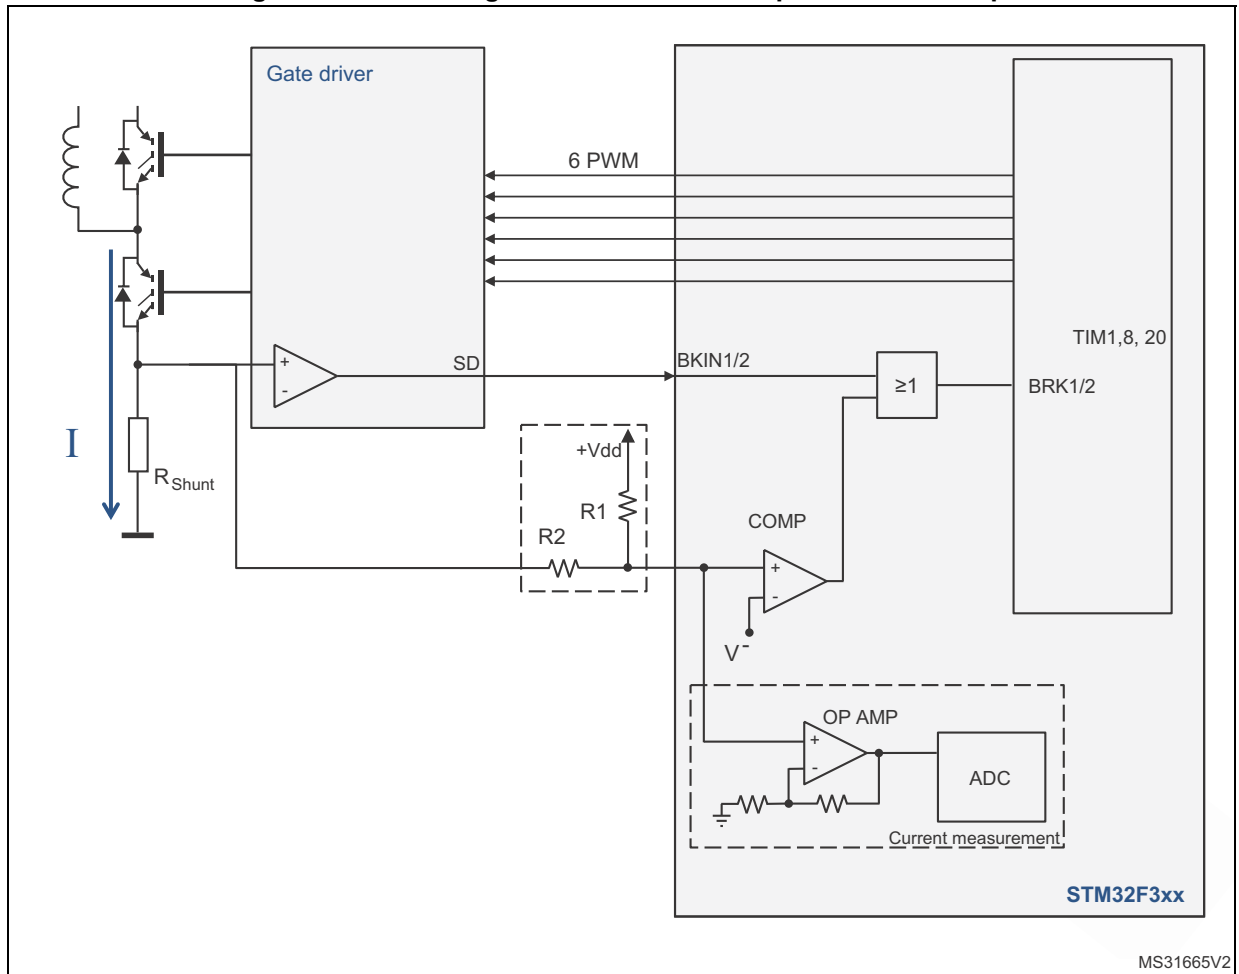 Gate driver
6 PWM
TIM1,8, 20
+
-
SD
BKIN1/2
≥1
BRK1/2
I
RShunt
+Vdd
R1
R2
COMP
+
-
V-
OP AMP
+
-
ADC
Current measurement
STM32F3xx
MS31665V2